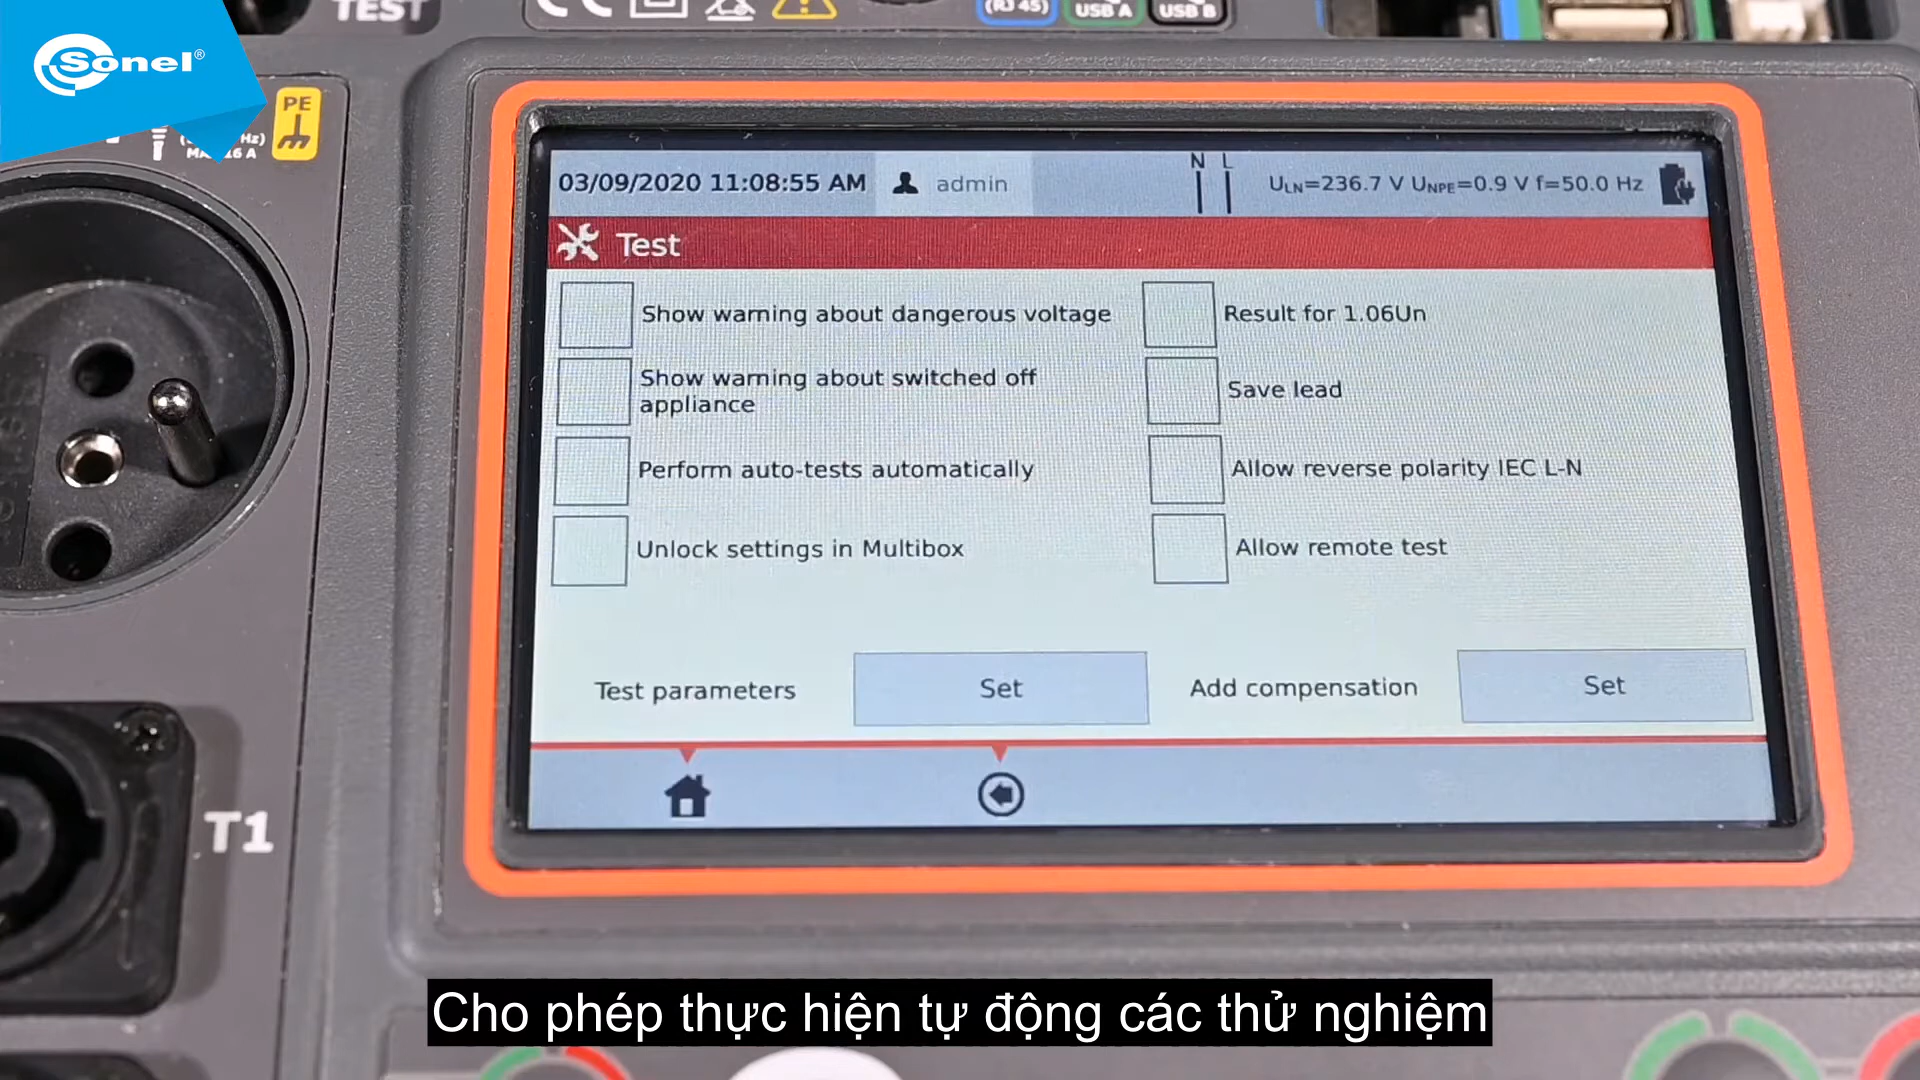 Sonel®
TEST
(RJ 45)
USB A
USB B
PE
03/09/2020 11:08:55 AM
admin
N L
ULN=236.7 V UNPE=0.9 V f=50.0 Hz
Test
Show warning about dangerous voltage
Result for 1.06Un
Show warning about switched off
appliance
Save lead
Perform auto-tests automatically
Allow reverse polarity IEC L-N
Unlock settings in Multibox
Allow remote test
Test parameters
Set
Add compensation
Set
T1
Cho phép thực hiện tự động các thử nghiệm